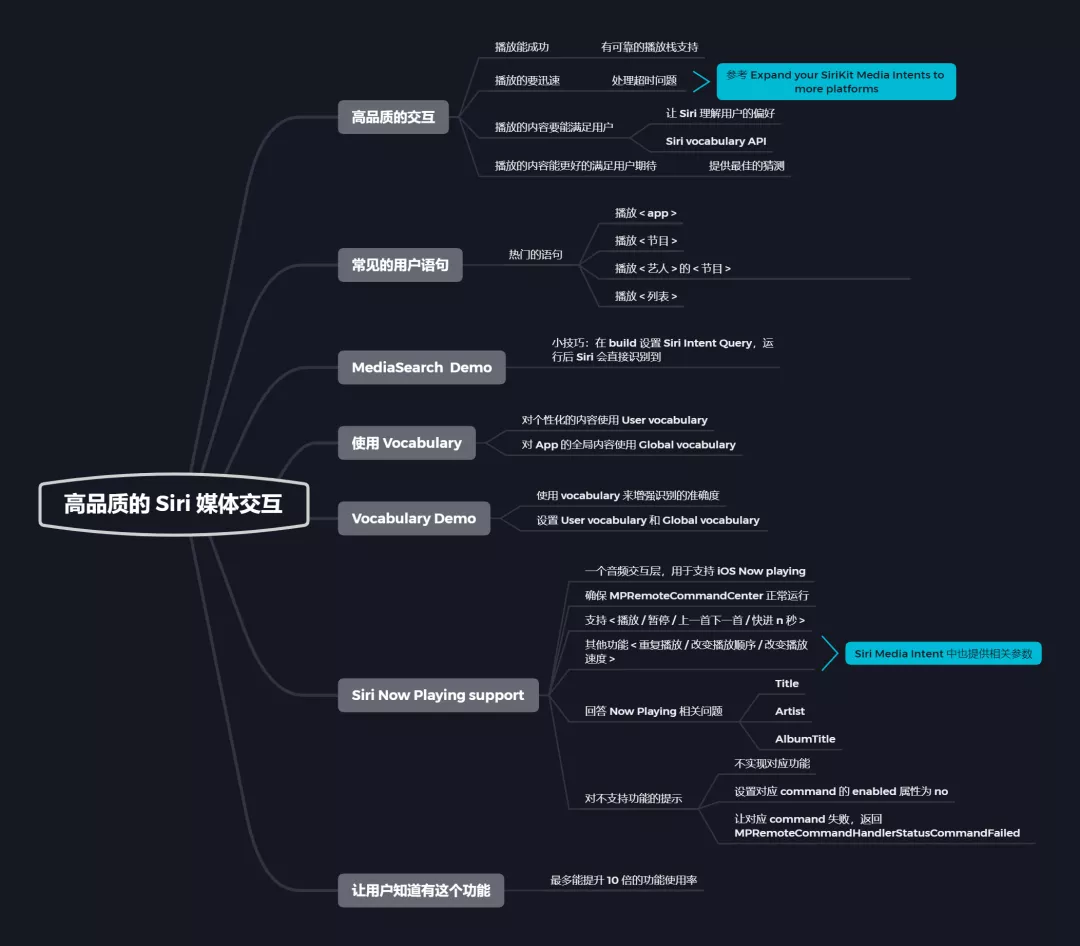 高品质的 Siri 媒体交互
高品质的交互
播放能成功
有可靠的播放栈支持
播放的要迅速
处理超时问题
参考 Expand your SiriKit Media Intents to
more platforms
播放的内容要能满足用户
让 Siri 理解用户的偏好
Siri vocabulary API
播放的内容能更好的满足用户期待
提供最佳的猜测
常见的用户语句
热门的语句
播放 < app >
播放 < 节目 >
播放 < 艺人 > 的 < 节目 >
播放 < 列表 >
MediaSearch Demo
小技巧：在 build 设置 Siri Intent Query，运
行后 Siri 会直接识别到
使用 Vocabulary
对个性化的内容使用 User vocabulary
对 App 的全局内容使用 Global vocabulary
Vocabulary Demo
使用 vocabulary 来增强识别的准确度
设置 User vocabulary 和 Global vocabulary
Siri Now Playing support
一个音频交互层，用于支持 iOS Now playing
确保 MPRemoteCommandCenter 正常运行
支持 < 播放 / 暂停 / 上一首下一首 / 快进 n 秒 >
其他功能 < 重复播放 / 改变播放顺序 / 改变播放
速度 >
Siri Media Intent 中也提供相关参数
回答 Now Playing 相关问题
Title
Artist
AlbumTitle
对不支持功能的提示
不实现对应功能
设置对应 command 的 enabled 属性为 no
让对应 command 失败，返回
MPRemoteCommandHandlerStatusCommandFailed
让用户知道有这个功能
最多能提升 10 倍的功能使用率